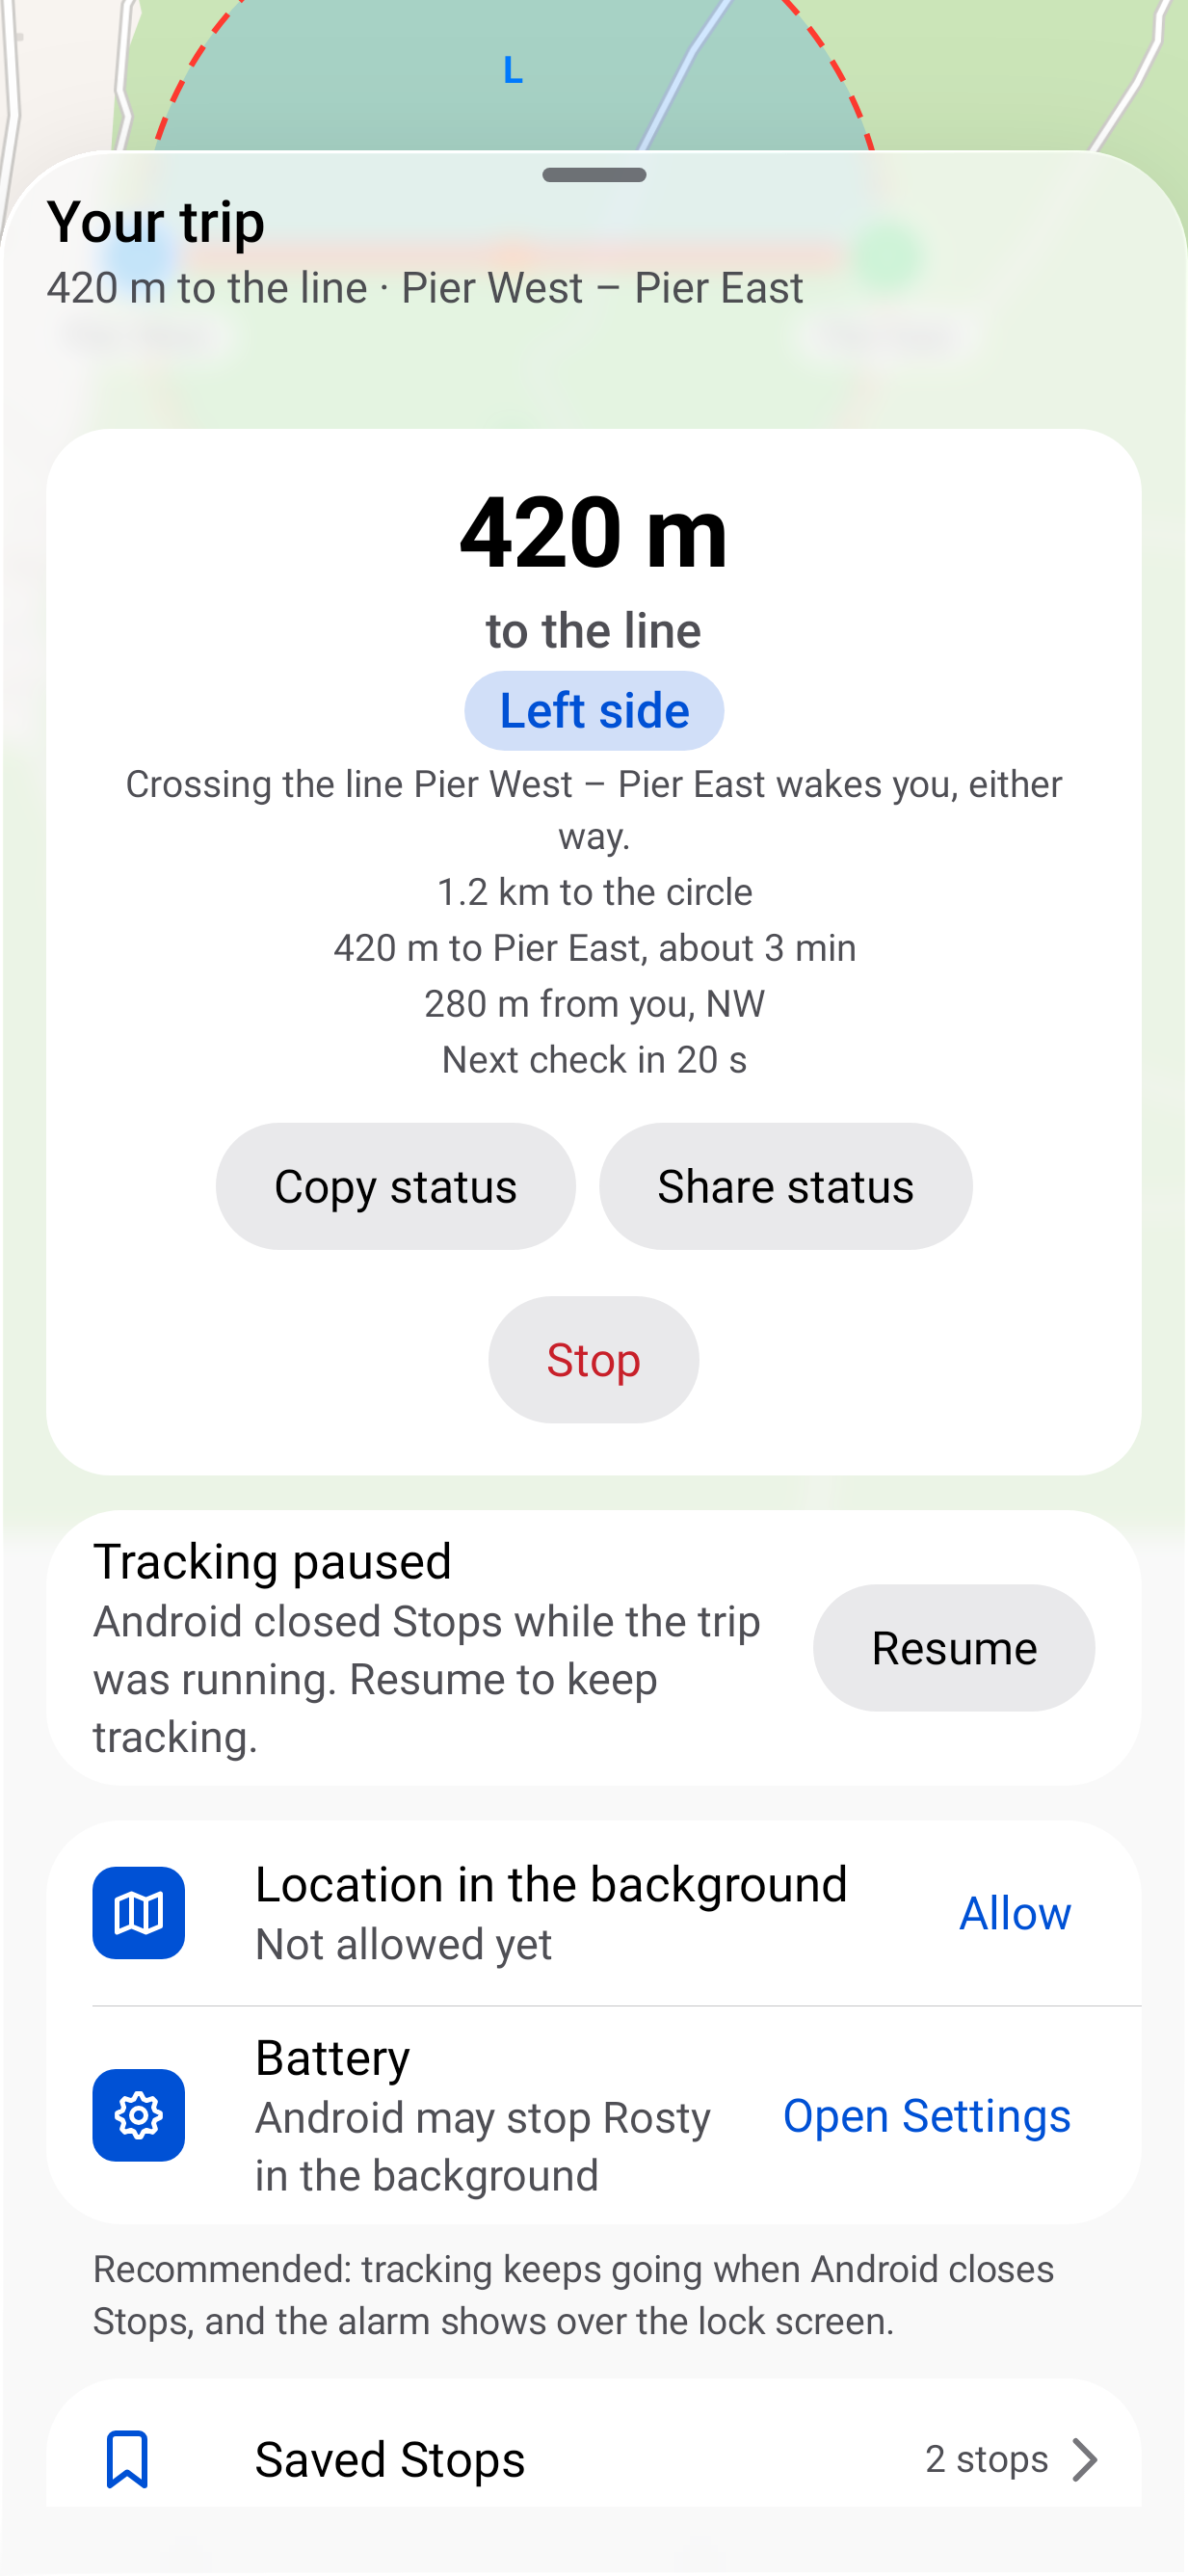 L
Your trip
420 m to the line · Pier West – Pier East
420 m
to the line
Left side
Crossing the line Pier West – Pier East wakes you, either
way.
1.2 km to the circle
420 m to Pier East, about 3 min
280 m from you, NW
Next check in 20 s
Copy status
Share status
Stop
Tracking paused
Android closed Stops while the trip
was running. Resume to keep
tracking.
Resume
Location in the background
Not allowed yet
Allow
Battery
Android may stop Rosty
in the background
Open Settings
Recommended: tracking keeps going when Android closes
Stops, and the alarm shows over the lock screen.
Saved Stops
2 stops